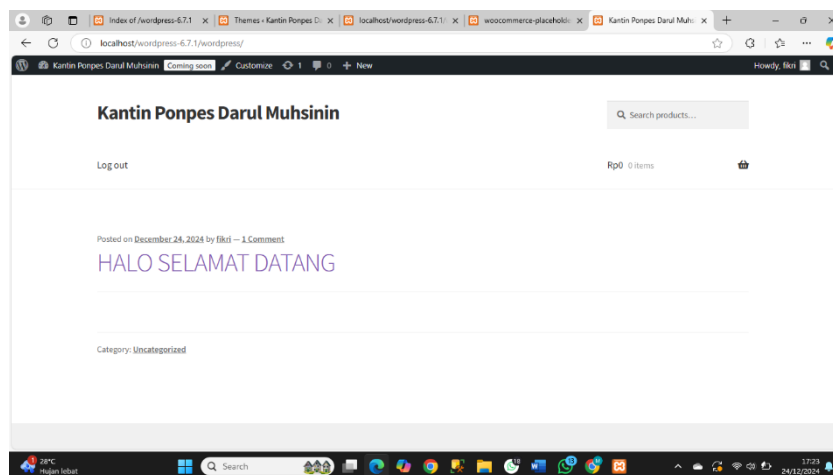 Index of /wordpress-6.7.1
Themes ‹ Kantin Ponpes Da
localhost/wordpress-6.7.1/
woocommerce-placeholde
Kantin Ponpes Darul Muhs
localhost/wordpress-6.7.1/wordpress/
Kantin Ponpes Darul Muhsinin Coming soon Customize 1 0 + New Howdy, fikri
Kantin Ponpes Darul Muhsinin
Search products…
Log out
Rp0 0 items
Posted on December 24, 2024 by fikri — 1 Comment
HALO SELAMAT DATANG
Category: Uncategorized
28°C
Hujan lebat
Search
17:23
24/12/2024